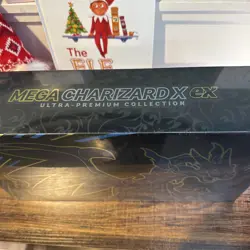 The
ELF
MEGA CHARIZARD X ex
ULTRA-PREMIUM COLLECTION